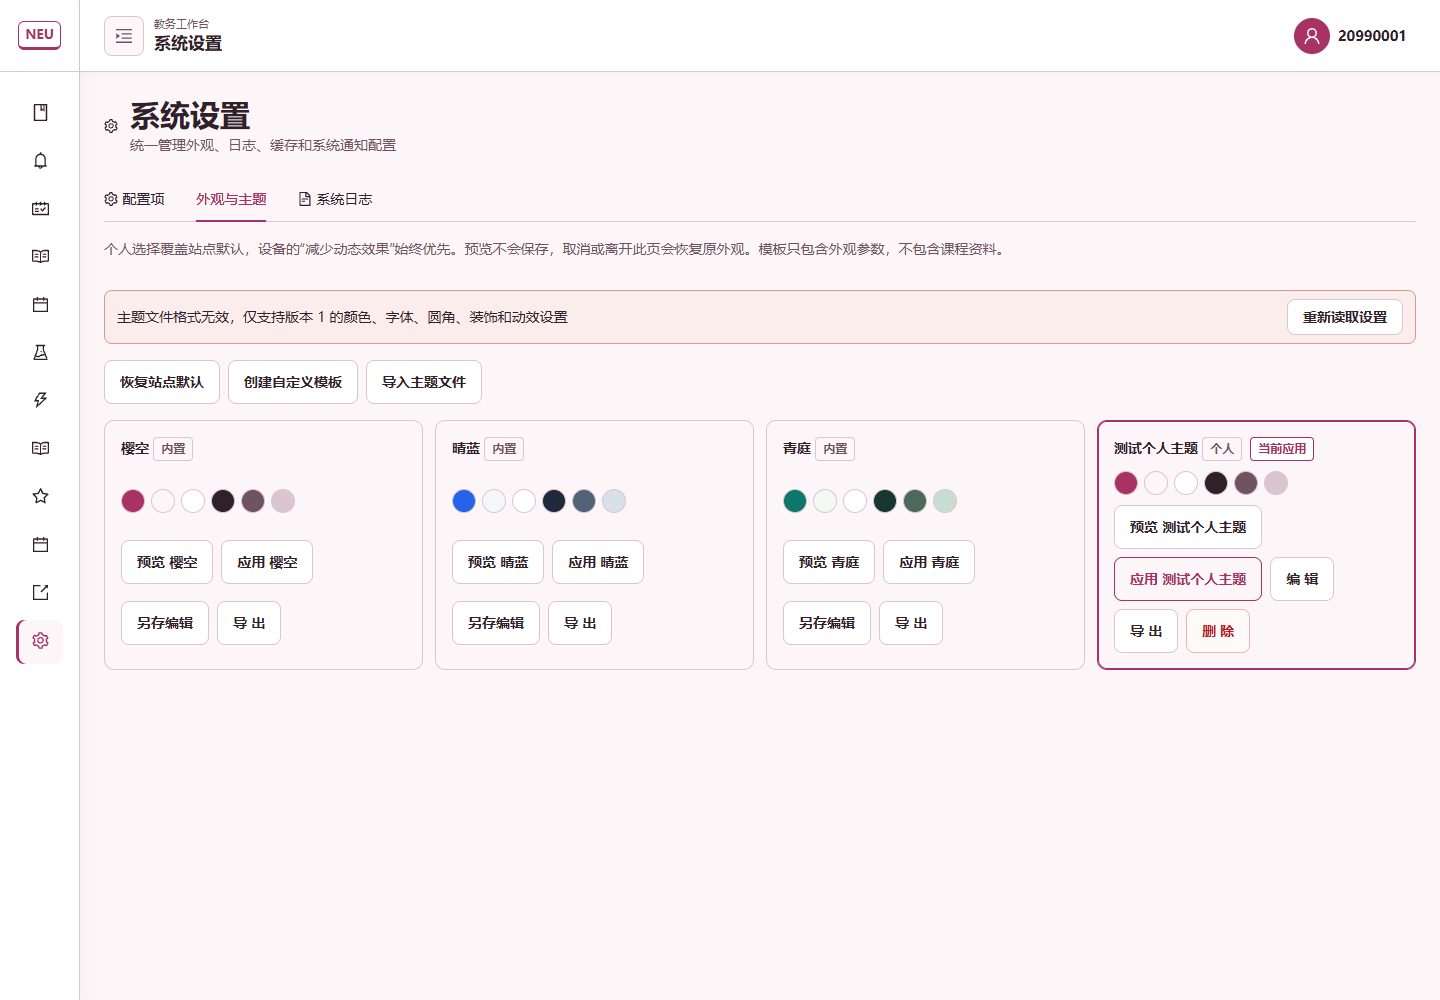 NEU
教务工作台
系统设置
20990001
系统设置
统一管理外观、日志、缓存和系统通知配置
配置项
外观与主题
系统日志
个人选择覆盖站点默认，设备的“减少动态效果”始终优先。预览不会保存，取消或离开此页会恢复原外观。模板只包含外观参数，不包含课程资料。
主题文件格式无效，仅支持版本 1 的颜色、字体、圆角、装饰和动效设置
重新读取设置
恢复站点默认
创建自定义模板
导入主题文件
樱空 内置
预览 樱空
应用 樱空
另存编辑
导 出
晴蓝 内置
预览 晴蓝
应用 晴蓝
另存编辑
导 出
青庭 内置
预览 青庭
应用 青庭
另存编辑
导 出
测试个人主题 个人 当前应用
预览 测试个人主题
应用 测试个人主题
编 辑
导 出
删 除